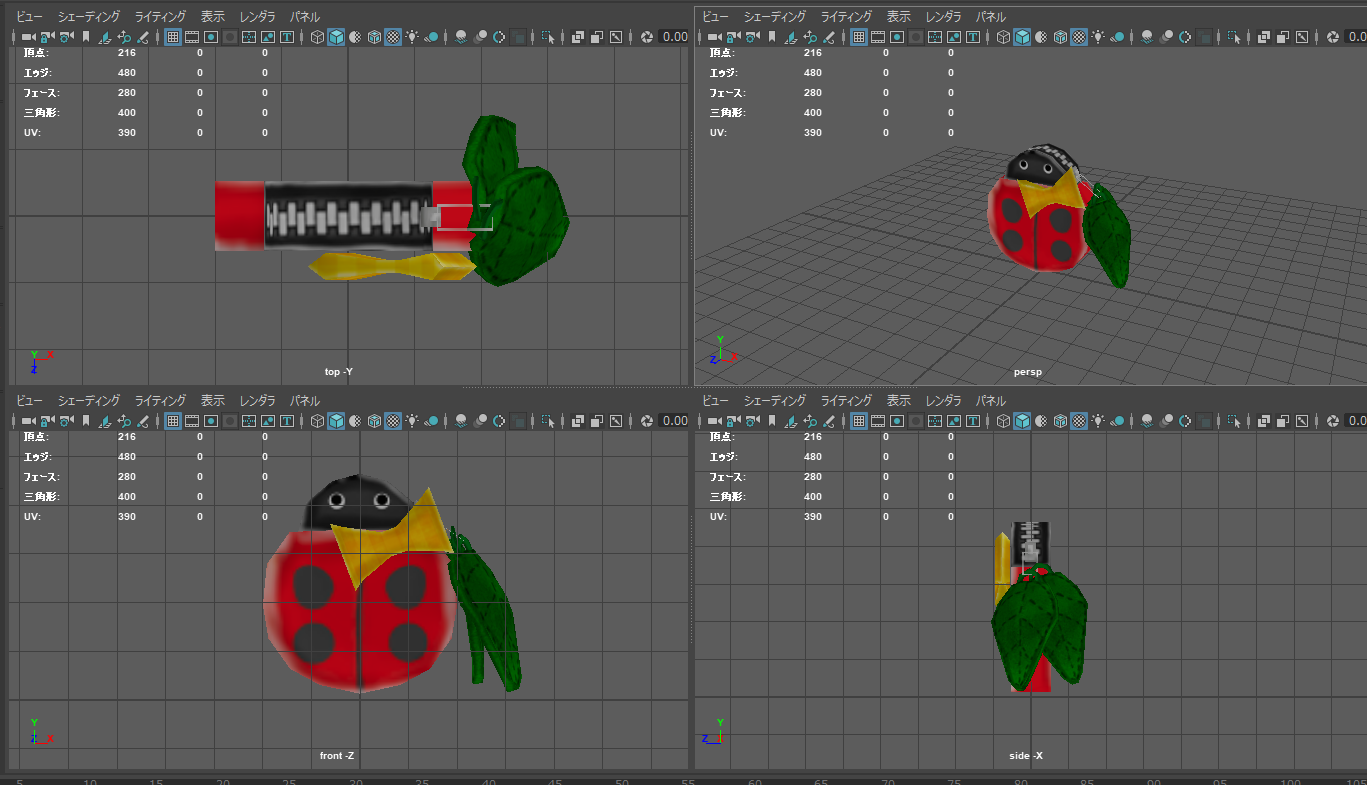 ビュー シェーディング ライティング 表示 レンダラ パネル
0.00
頂点: 216 0 0
エッジ: 480 0 0
フェース: 280 0 0
三角形: 400 0 0
UV: 390 0 0
Y X
Z
top -Y
ビュー シェーディング ライティング 表示 レンダラ パネル
0.0
頂点: 216 0 0
エッジ: 480 0 0
フェース: 280 0 0
三角形: 400 0 0
UV: 390 0 0
Y
Z X
persp
ビュー シェーディング ライティング 表示 レンダラ パネル
0.00
頂点: 216 0 0
エッジ: 480 0 0
フェース: 280 0 0
三角形: 400 0 0
UV: 390 0 0
Y
Z X
front -Z
ビュー シェーディング ライティング 表示 レンダラ パネル
0.0
頂点: 216 0 0
エッジ: 480 0 0
フェース: 280 0 0
三角形: 400 0 0
UV: 390 0 0
Y
Z
side -X
5 10 15 20 25 30 35 40 45 50 55 60 65 70 75 80 85 90 95 100 105